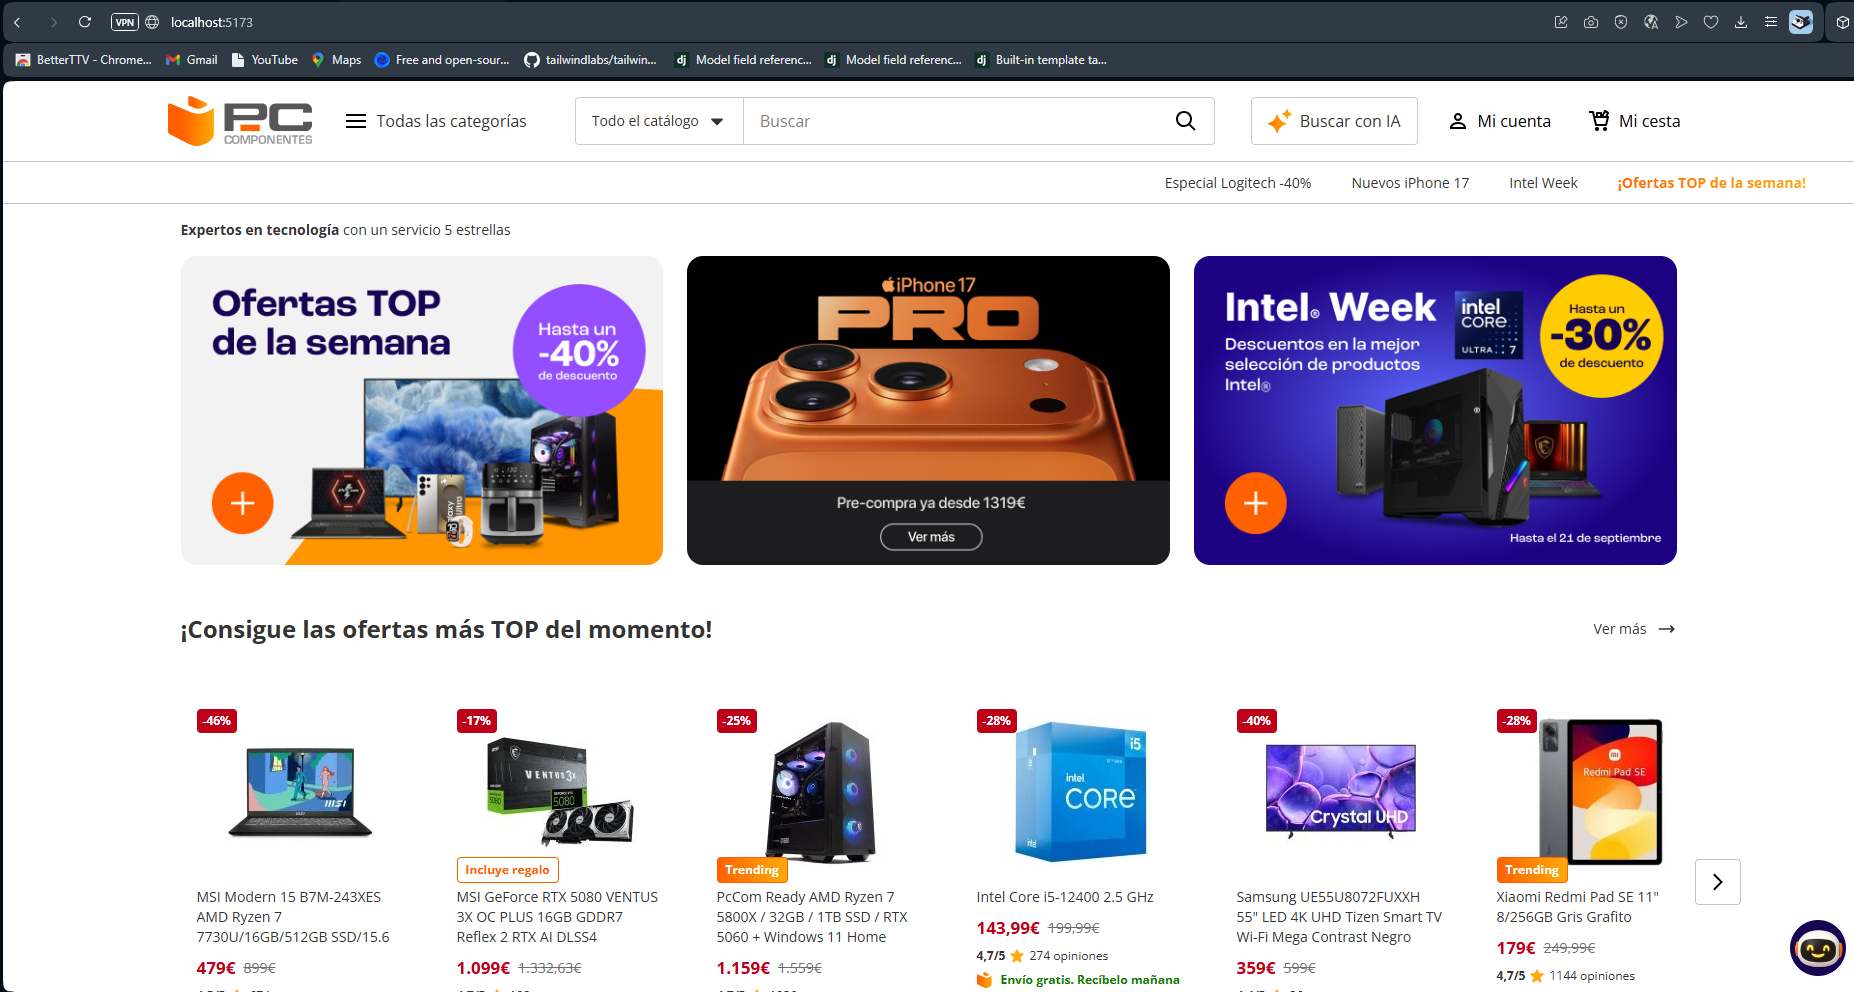 VPN localhost:5173
BetterTTV - Chrome... Gmail YouTube Maps Free and open-sour... tailwindlabs/tailwin... Model field referenc... Model field referenc... Built-in template ta...
PC COMPONENTES
Todas las categorías
Todo el catálogo
Buscar
Buscar con IA
Mi cuenta
Mi cesta
Especial Logitech -40% Nuevos iPhone 17 Intel Week ¡Ofertas TOP de la semana!
Expertos en tecnología con un servicio 5 estrellas
Ofertas TOP
de la semana
Hasta un
-40%
de descuento
iPhone 17
PRO
Pre-compra ya desde 1319€
Ver más
Intel® Week
Descuentos en la mejor
selección de productos
Intel®
intel
CORE
ULTRA 7
Hasta un
-30%
de descuento
Hasta el 21 de septiembre
¡Consigue las ofertas más TOP del momento!
Ver más
-46%
msi
MSI Modern 15 B7M-243XES
AMD Ryzen 7
7730U/16GB/512GB SSD/15.6
479€ 899€
-17%
VENTUS 3X
5080
Incluye regalo
MSI GeForce RTX 5080 VENTUS
3X OC PLUS 16GB GDDR7
Reflex 2 RTX AI DLSS4
1.099€ 1.332,63€
-25%
Trending
PcCom Ready AMD Ryzen 7
5800X / 32GB / 1TB SSD / RTX
5060 + Windows 11 Home
1.159€ 1.559€
-28%
i5
intel
CORE
intel
Intel Core i5-12400 2.5 GHz
143,99€ 199,99€
4,7/5 274 opiniones
Envío gratis. Recíbelo mañana
-40%
Crystal UHD
Samsung UE55U8072FUXXH
55" LED 4K UHD Tizen Smart TV
Wi-Fi Mega Contrast Negro
359€ 599€
-28%
Redmi Pad SE
Trending
Xiaomi Redmi Pad SE 11"
8/256GB Gris Grafito
179€ 249,99€
4,7/5 1144 opiniones